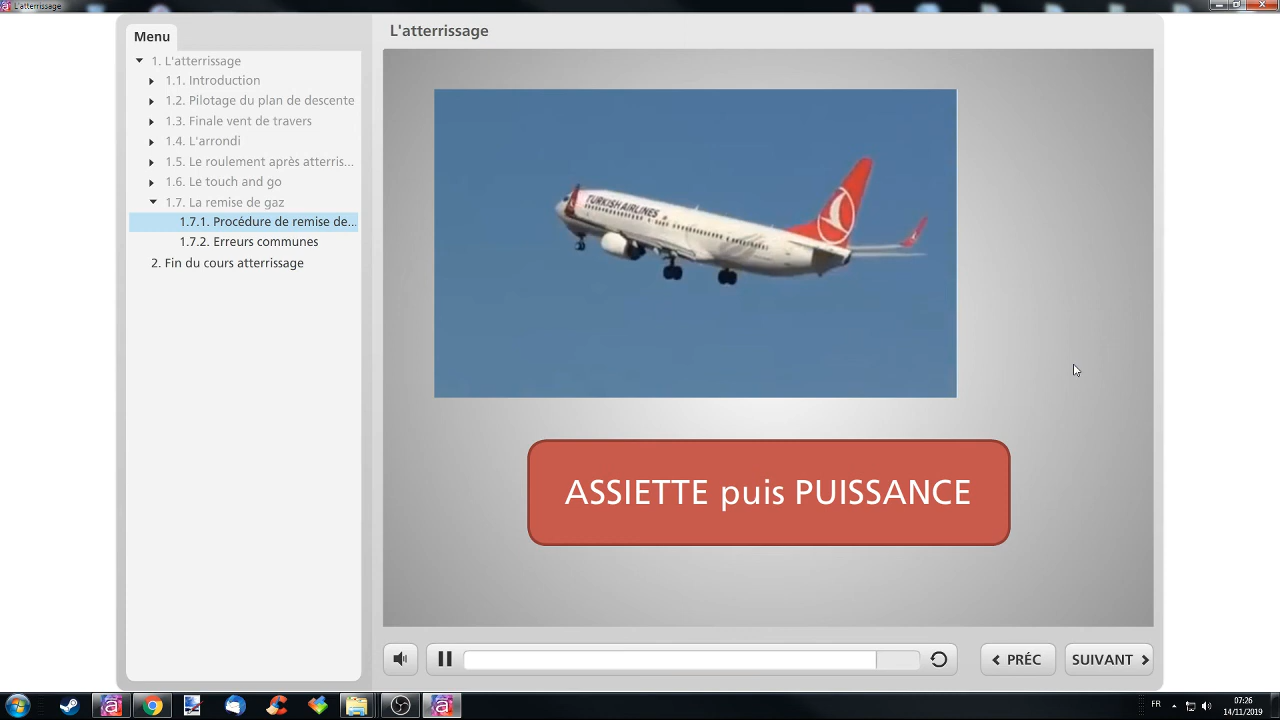 L'atterrissage
Menu
L'atterrissage
1. L'atterrissage
1.1. Introduction
1.2. Pilotage du plan de descente
1.3. Finale vent de travers
1.4. L'arrondi
1.5. Le roulement après atterris...
1.6. Le touch and go
1.7. La remise de gaz
1.7.1. Procédure de remise de...
1.7.2. Erreurs communes
2. Fin du cours atterrissage
TURKISH AIRLINES
ASSIETTE puis PUISSANCE
PRÉC
SUIVANT
FR
07:26
14/11/2019